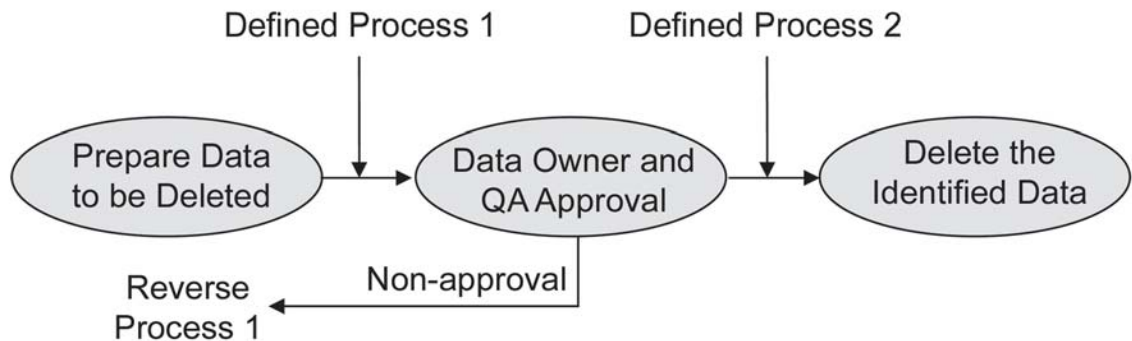 Defined Process 1
Defined Process 2
Prepare Data
to be Deleted
Data Owner and
QA Approval
Delete the
Identified Data
Non-approval
Reverse
Process 1